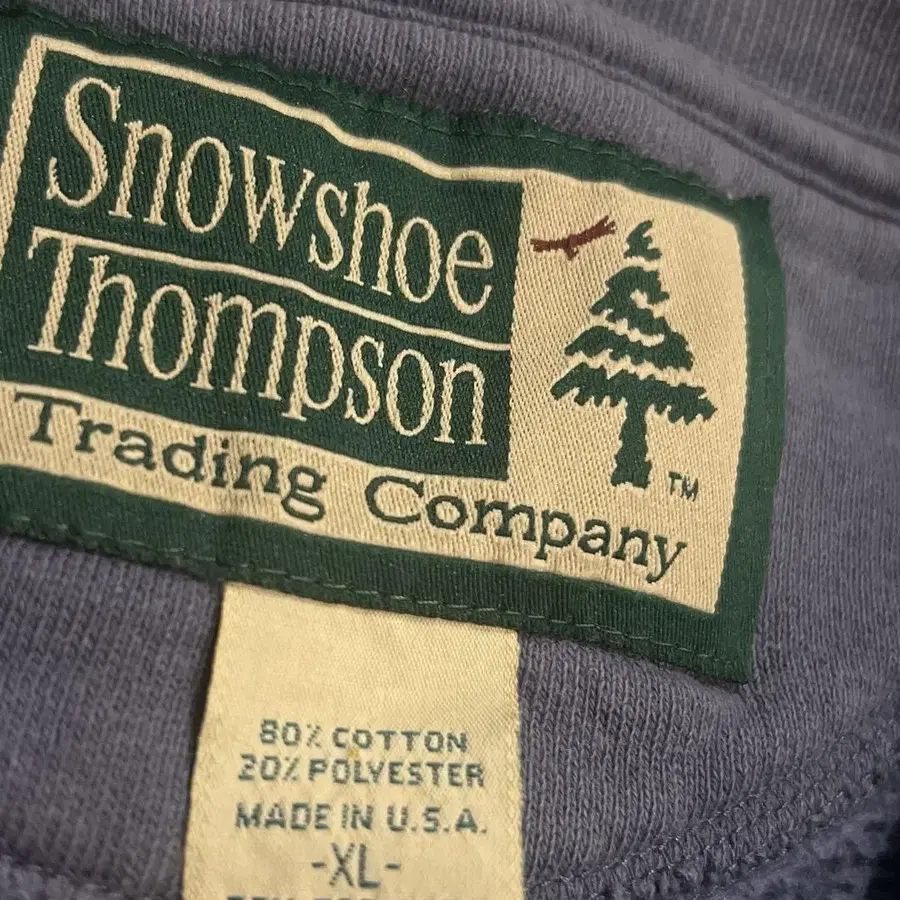 Snowshoe
Thompson
Trading Company
TM
80% COTTON
20% POLYESTER
MADE IN U.S.A.
-XL-